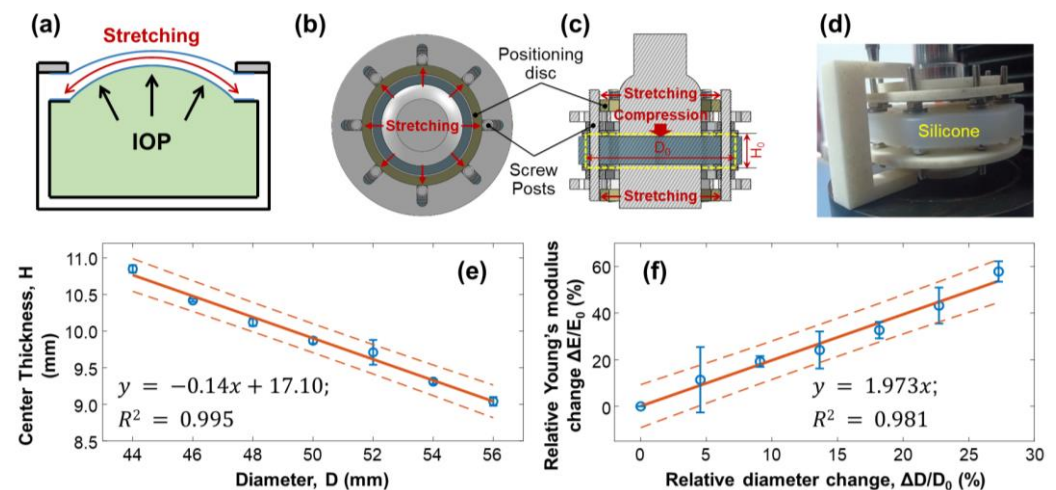 (a)
Stretching
IOP
(b)
Stretching
Positioning
disc
Screw
Posts
(c)
Stretching
Compression
D₀
H₀
Stretching
(d)
Silicone
(e)
Center Thickness, H
(mm)
11.0
10.5
10.0
9.5
9.0
8.5
y = −0.14x + 17.10;
R² = 0.995
44 46 48 50 52 54 56
Diameter, D (mm)
(f)
Relative Young's modulus
change ΔE/E₀ (%)
60
40
20
0
y = 1.973x;
R² = 0.981
0 5 10 15 20 25 30
Relative diameter change, ΔD/D₀ (%)